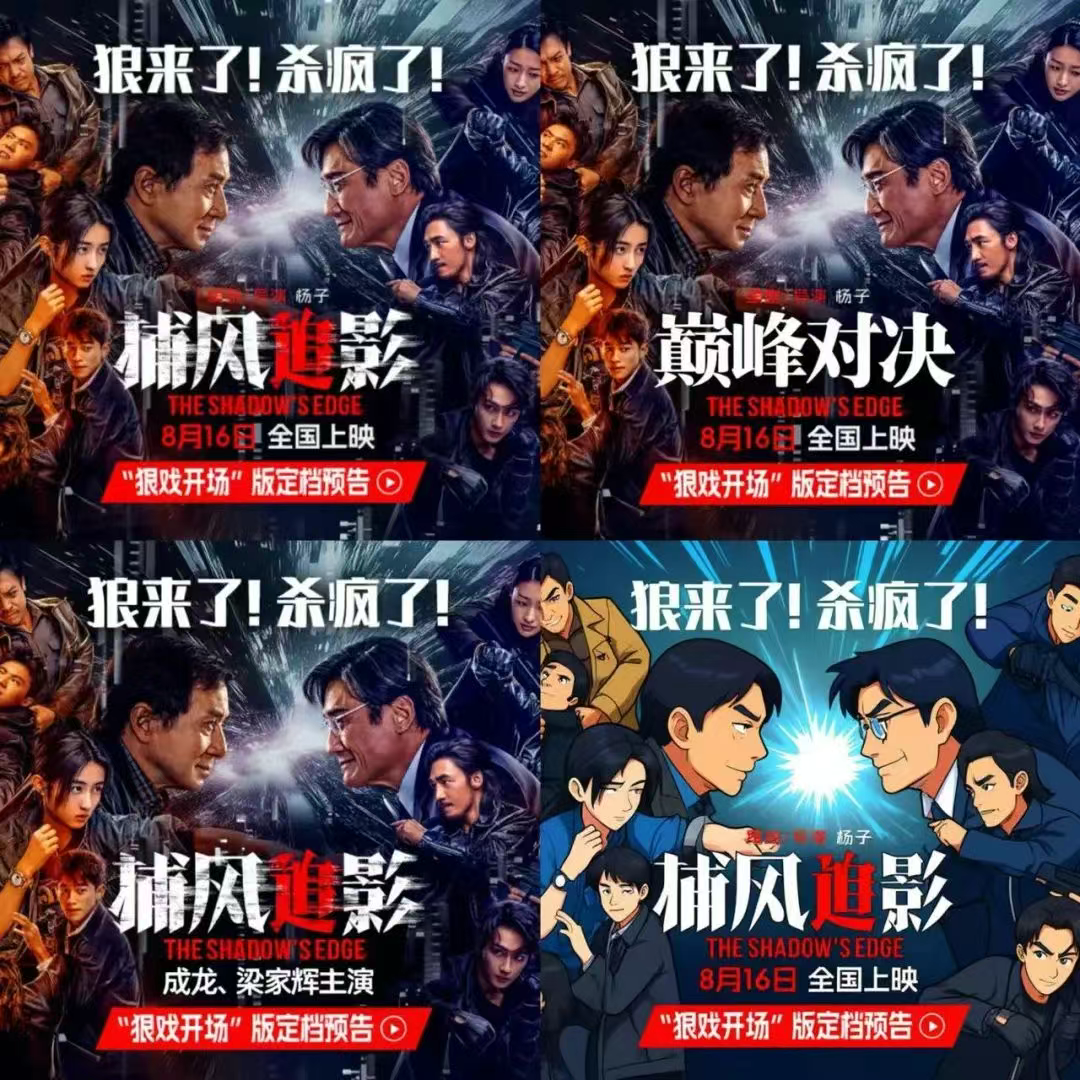 狼来了！杀疯了！
杨子
捕风追影
THE SHADOW'S EDGE
8月16日 全国上映
“狠戏开场”版定档预告
狼来了！杀疯了！
杨子
巅峰对决
THE SHADOW'S EDGE
8月16日 全国上映
“狠戏开场”版定档预告
狼来了！杀疯了！
捕风追影
THE SHADOW'S EDGE
成龙、梁家辉主演
“狠戏开场”版定档预告
狼来了！杀疯了！
杨子
捕风追影
THE SHADOW'S EDGE
8月16日 全国上映
“狠戏开场”版定档预告